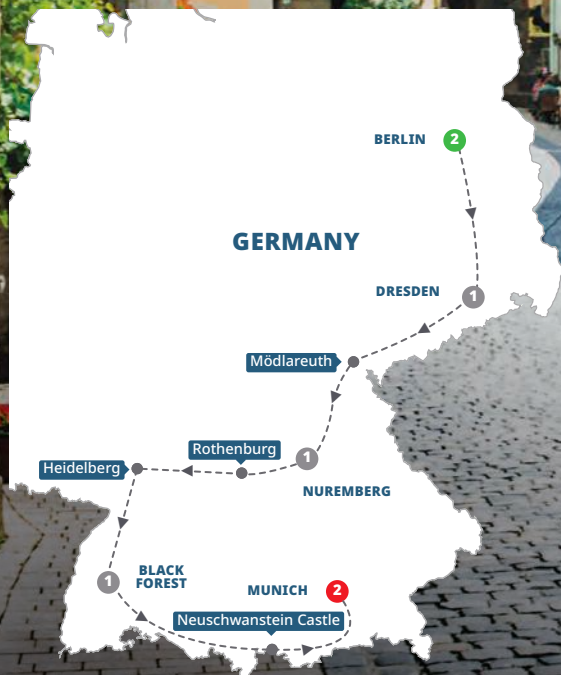 BERLIN 2
GERMANY
DRESDEN 1
Mödlareuth
Rothenburg
1
Heidelberg
NUREMBERG
1
BLACK
FOREST
MUNICH 2
Neuschwanstein Castle